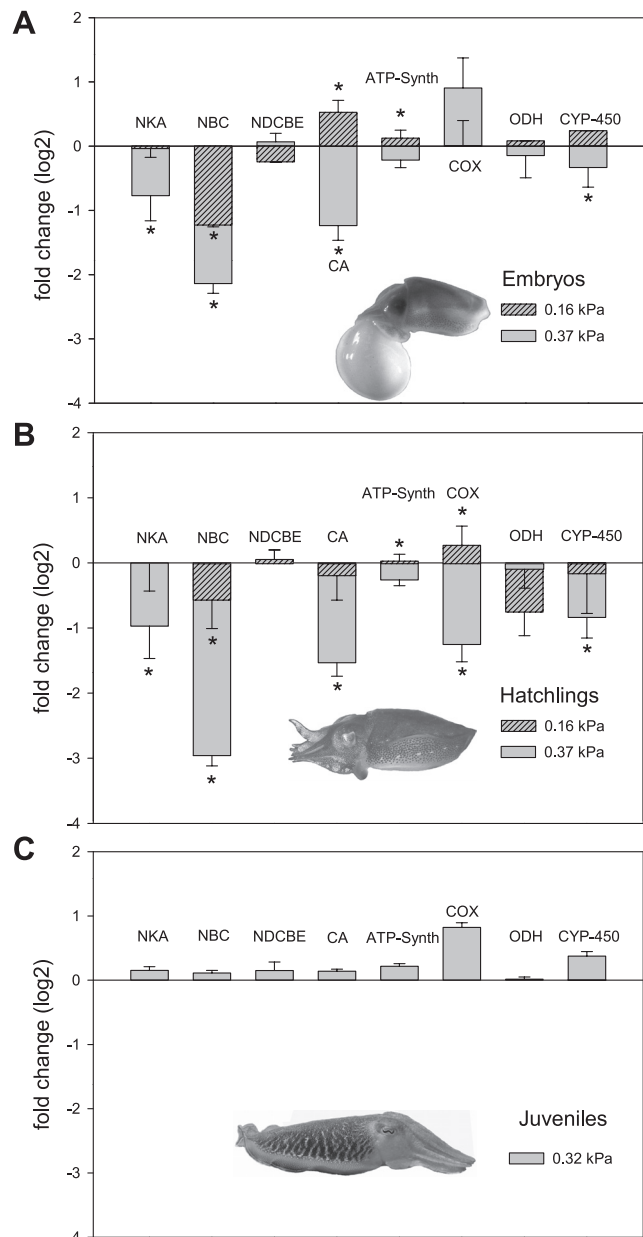 A
2
1
0
-1
-2
-3
-4
fold change (log2)
NKA NBC NDCBE * ATP-Synth * COX ODH CYP-450
* * * CA * *
Embryos
0.16 kPa
0.37 kPa
B
2
1
0
-1
-2
-3
-4
fold change (log2)
NKA NBC NDCBE CA ATP-Synth * COX * ODH CYP-450
* * * * * *
Hatchlings
0.16 kPa
0.37 kPa
C
2
1
0
-1
-2
-3
-4
fold change (log2)
NKA NBC NDCBE CA ATP-Synth COX ODH CYP-450
Juveniles
0.32 kPa